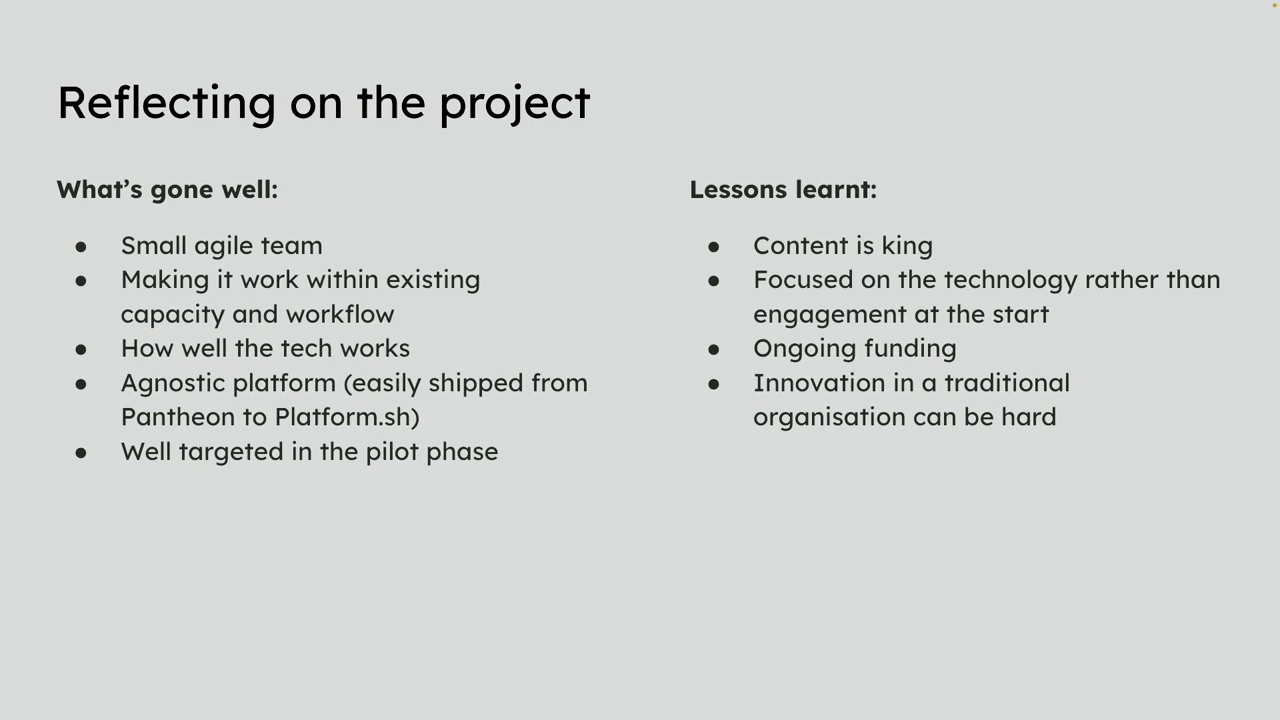 Reflecting on the project
What’s gone well:
● Small agile team
● Making it work within existing
capacity and workflow
● How well the tech works
● Agnostic platform (easily shipped from
Pantheon to Platform.sh)
● Well targeted in the pilot phase
Lessons learnt:
● Content is king
● Focused on the technology rather than
engagement at the start
● Ongoing funding
● Innovation in a traditional
organisation can be hard